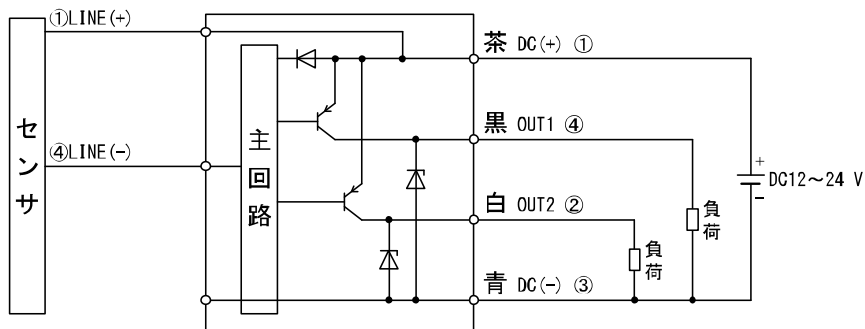 ①LINE(+)
茶 DC(+) ①
センサ
主回路
黒 OUT1 ④
④LINE(-)
+
DC12～24 V
-
白 OUT2 ②
負荷
負荷
青 DC(-) ③